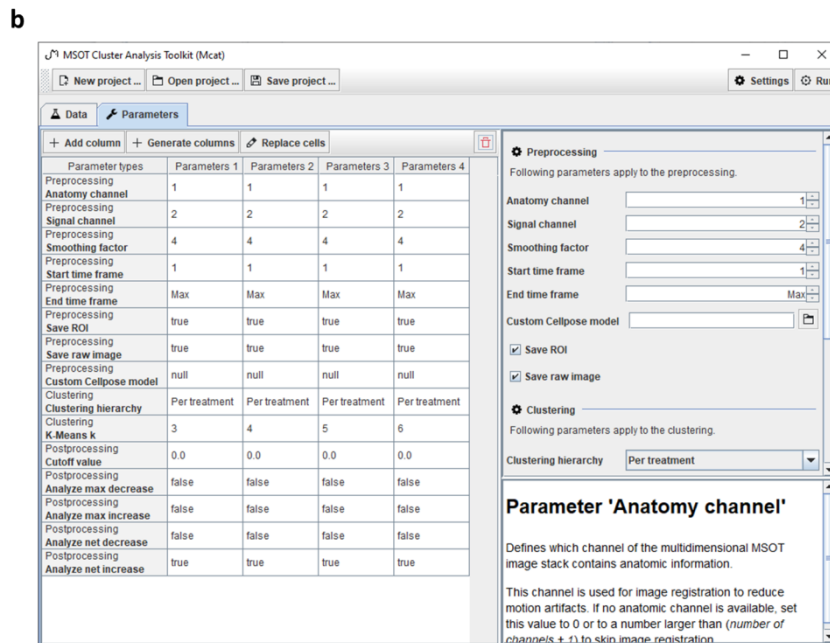 b
MSOT Cluster Analysis Toolkit (Mcat)
New project ... Open project ... Save project ... Settings Run
Data Parameters
Add column Generate columns Replace cells
Parameter types Parameters 1 Parameters 2 Parameters 3 Parameters 4
Preprocessing
Anatomy channel 1 1 1 1
Preprocessing
Signal channel 2 2 2 2
Preprocessing
Smoothing factor 4 4 4 4
Preprocessing
Start time frame 1 1 1 1
Preprocessing
End time frame Max Max Max Max
Preprocessing
Save ROI true true true true
Preprocessing
Save raw image true true true true
Preprocessing
Custom Cellpose model null null null null
Clustering
Clustering hierarchy Per treatment Per treatment Per treatment Per treatment
Clustering
K-Means k 3 4 5 6
Postprocessing
Cutoff value 0.0 0.0 0.0 0.0
Postprocessing
Analyze max decrease false false false false
Postprocessing
Analyze max increase false false false false
Postprocessing
Analyze net decrease false false false false
Postprocessing
Analyze net increase true true true true
Preprocessing
Following parameters apply to the preprocessing.
Anatomy channel 1
Signal channel 2
Smoothing factor 4
Start time frame 1
End time frame Max
Custom Cellpose model
Save ROI
Save raw image
Clustering
Following parameters apply to the clustering.
Clustering hierarchy Per treatment
Parameter 'Anatomy channel'
Defines which channel of the multidimensional MSOT
image stack contains anatomic information.
This channel is used for image registration to reduce
motion artifacts. If no anatomic channel is available, set
this value to 0 or to a number larger than (number of
channels + 1) to skip image registration.